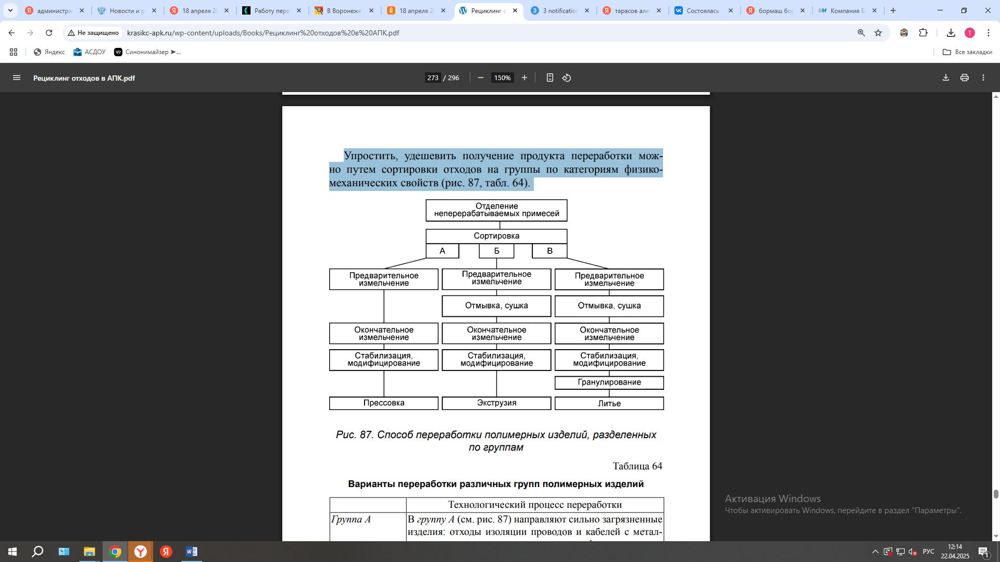 администра
Новости и р
18 апреля 20
Работу перв
В Воронеже
18 апреля 20
Рециклинг о
3 notification
тарасов але
Состоялась
бормаш бор
Компания Б
Не защищено
krasikc-apk.ru/wp-content/uploads/Books/Рециклинг%20отходов%20в%20АПК.pdf
Яндекс
АСДОУ
Синонимайзер ➤...
Все закладки
Рециклинг отходов в АПК.pdf
273 / 296
150%
Упростить, удешевить получение продукта переработки мож-
но путем сортировки отходов на группы по категориям физико-
механических свойств (рис. 87, табл. 64).
Отделение
неперерабатываемых примесей
Сортировка
А
Б
В
Предварительное
измельчение
Предварительное
измельчение
Предварительное
измельчение
Отмывка, сушка
Отмывка, сушка
Окончательное
измельчение
Окончательное
измельчение
Окончательное
измельчение
Стабилизация,
модифицирование
Стабилизация,
модифицирование
Стабилизация,
модифицирование
Гранулирование
Прессовка
Экструзия
Литье
Рис. 87. Способ переработки полимерных изделий, разделенных
по группам
Таблица 64
Варианты переработки различных групп полимерных изделий
Технологический процесс переработки
Группа А
В группу А (см. рис. 87) направляют сильно загрязненные
изделия: отходы изоляции проводов и кабелей с метал-
Активация Windows
Чтобы активировать Windows, перейдите в раздел "Параметры".
РУС
12:14
22.04.2025
1